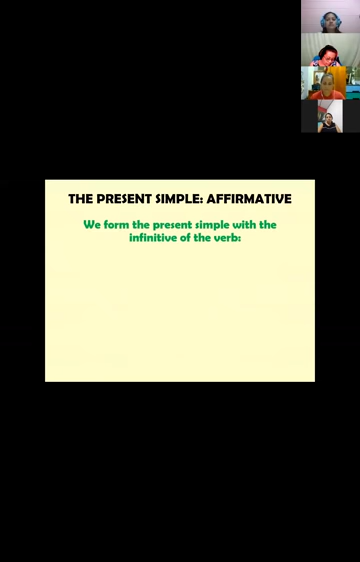 THE PRESENT SIMPLE: AFFIRMATIVE
We form the present simple with the
infinitive of the verb: